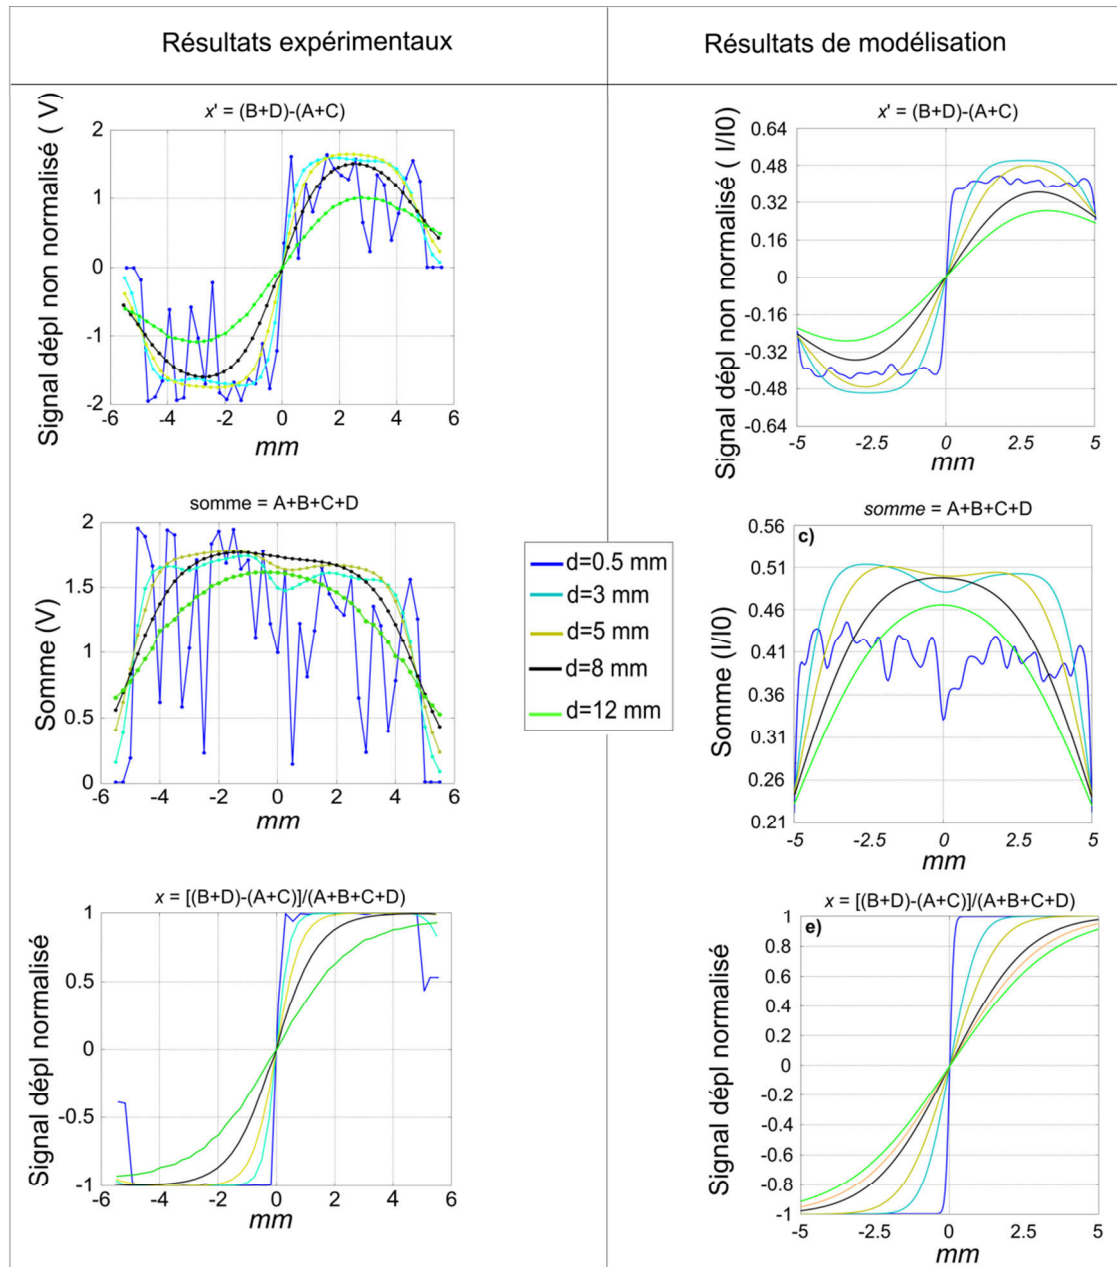 Résultats expérimentaux
Résultats de modélisation
x' = (B+D)-(A+C)
Signal dépl non normalisé ( V)
2
1
0
-1
-2
-6 -4 -2 0 2 4 6
mm
x' = (B+D)-(A+C)
Signal dépl non normalisé ( I/I0)
0.64
0.48
0.32
0.16
0
-0.16
-0.32
-0.48
-0.64
-5 -2.5 0 2.5 5
mm
somme = A+B+C+D
Somme (V)
2
1.5
1
0.5
0
-6 -4 -2 0 2 4 6
mm
d=0.5 mm
d=3 mm
d=5 mm
d=8 mm
d=12 mm
somme = A+B+C+D
c)
Somme (I/I0)
0.56
0.51
0.46
0.41
0.36
0.31
0.26
0.21
-5 -2.5 0 2.5 5
mm
x = [(B+D)-(A+C)]/(A+B+C+D)
Signal dépl normalisé
1
0.5
0
-0.5
-1
-6 -4 -2 0 2 4 6
mm
x = [(B+D)-(A+C)]/(A+B+C+D)
e)
Signal dépl normalisé
1
0.8
0.6
0.4
0.2
0
-0.2
-0.4
-0.6
-0.8
-1
-5 -2.5 0 2.5 5
mm